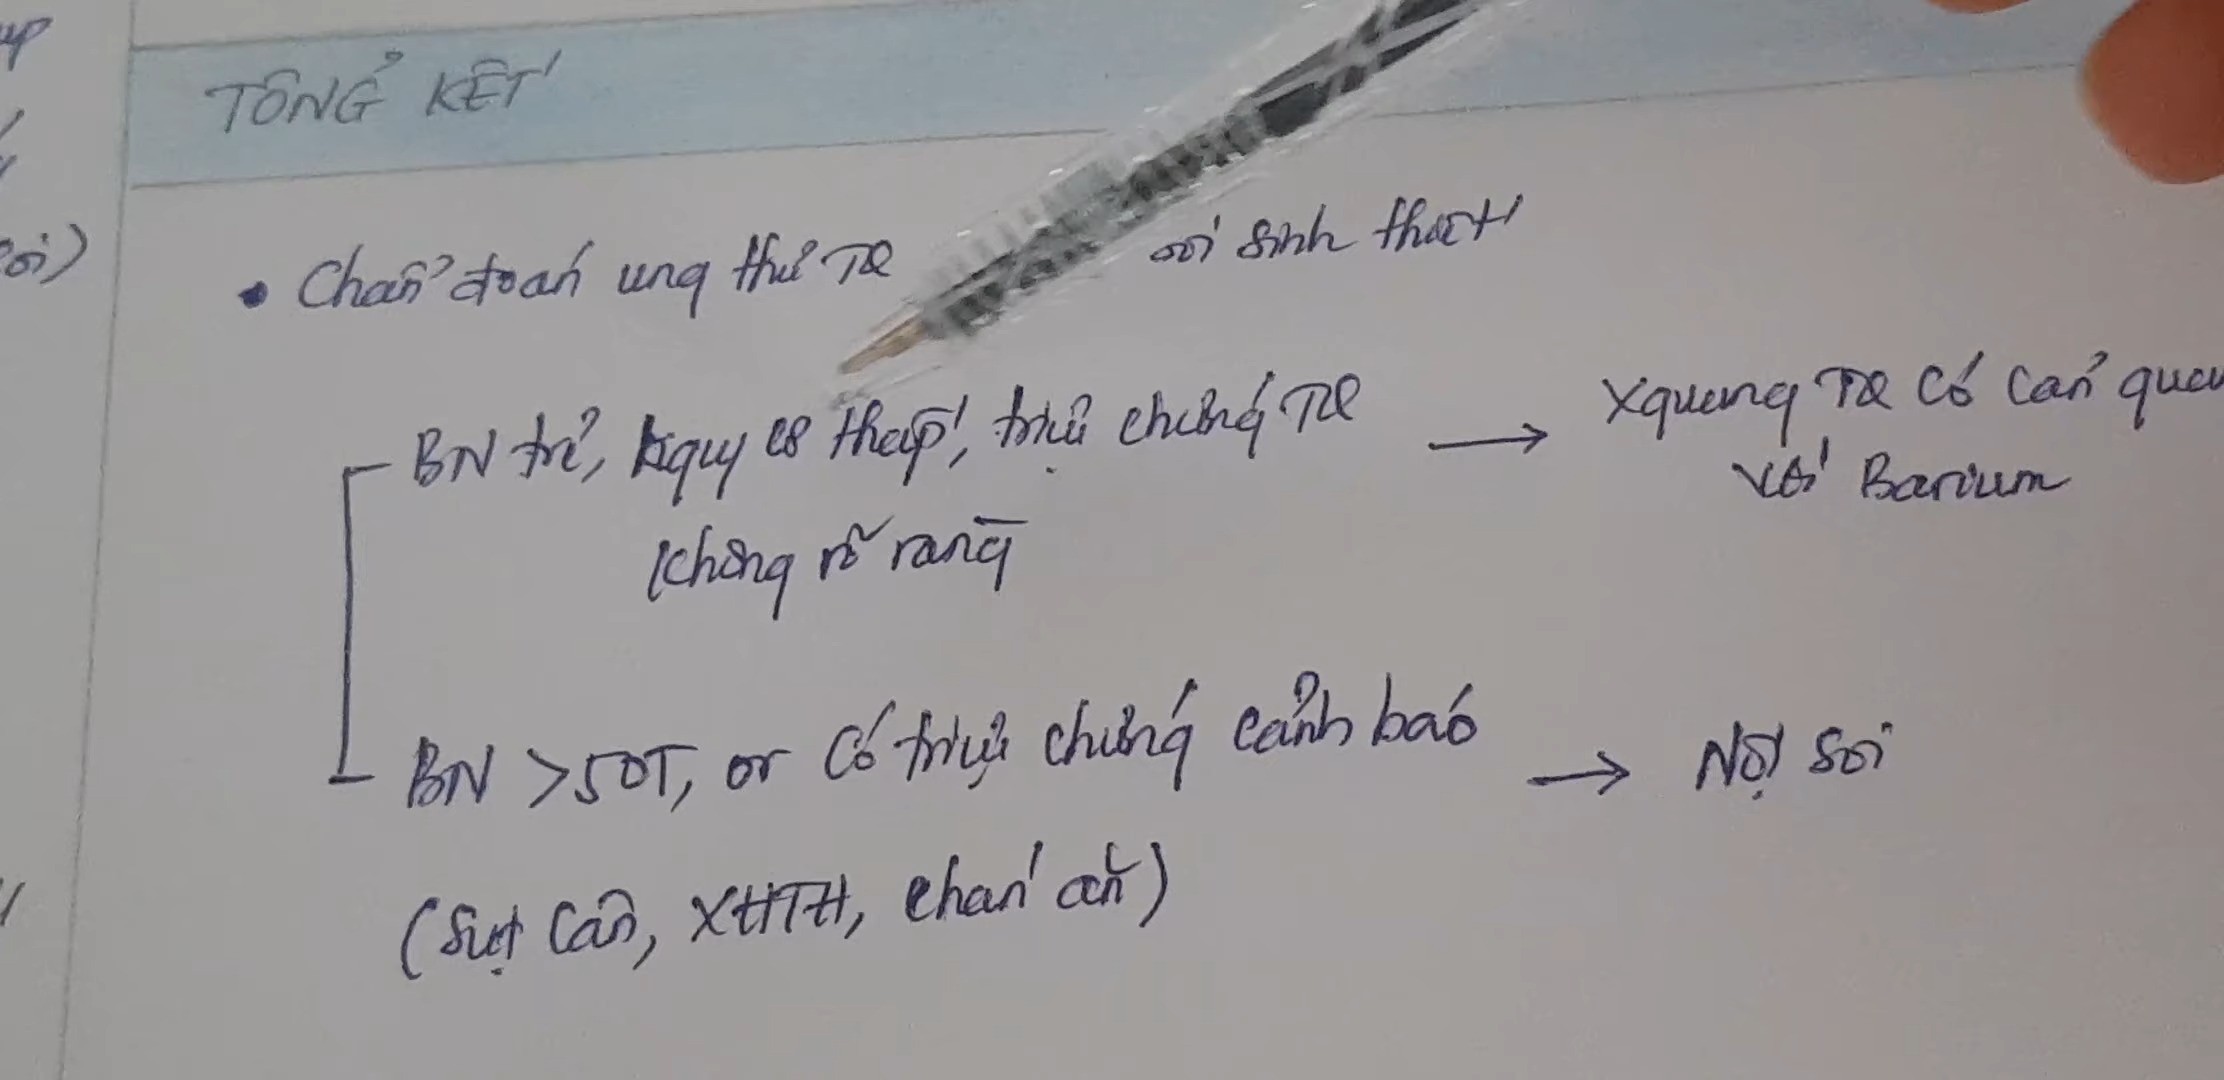 TỔNG KẾT
• Chẩn đoán ung thư TQ soi sinh thiết
BN trẻ, nguy cơ thấp, triệu chứng TQ → Xquang TQ có cản quang
không rõ ràng với Barium
BN >50T, or có triệu chứng cảnh báo → Nội soi
(Sụt cân, XHTH, chán ăn)
soi)